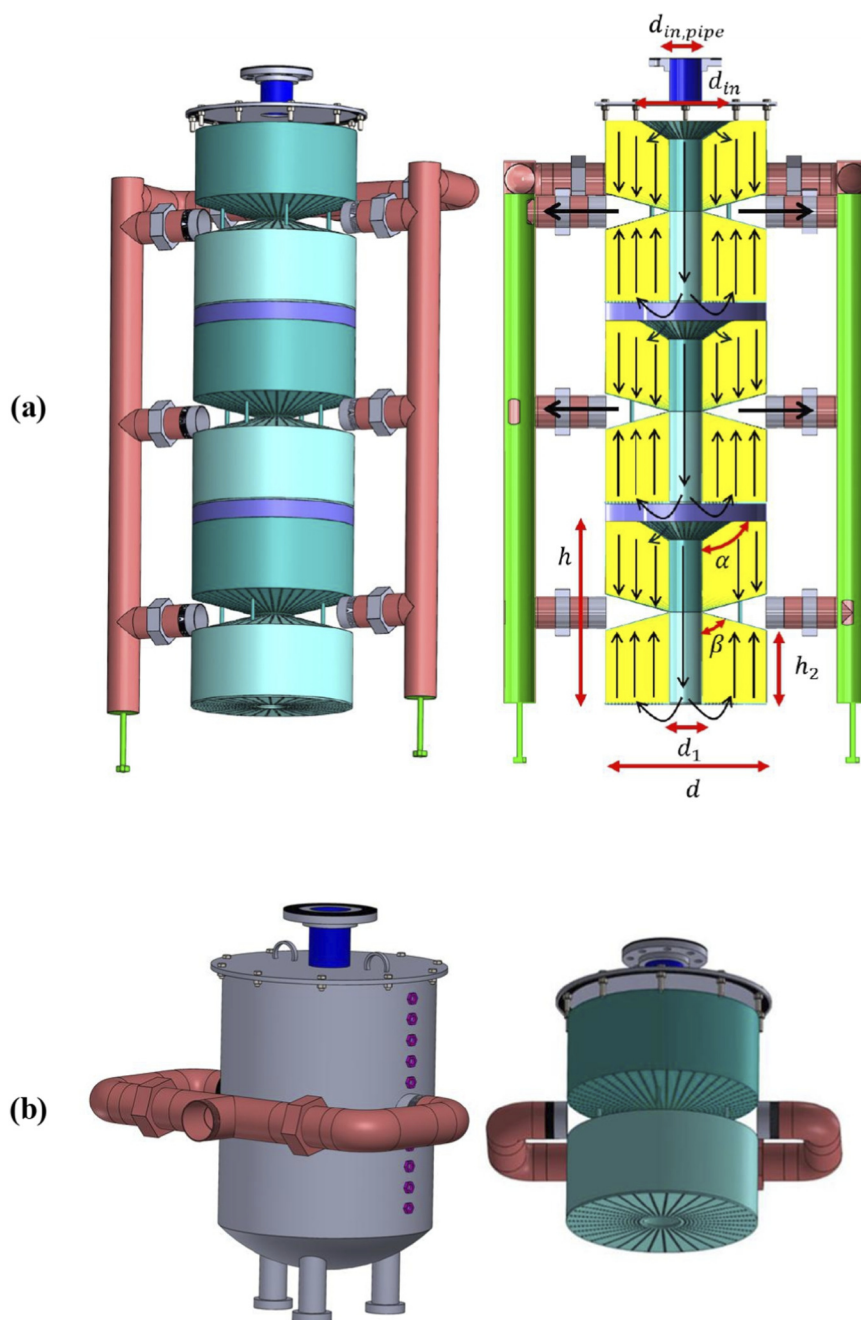 d_{in,pipe}
d_{in}
(a)
h
α
β
h_2
d_1
d
(b)